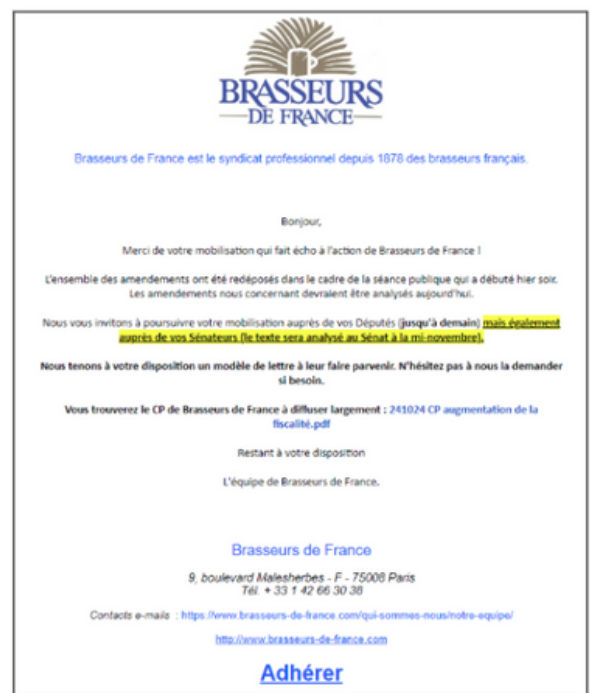 BRASSEURS
DE FRANCE
Brasseurs de France est le syndicat professionnel depuis 1878 des brasseurs français.
Bonjour,
Merci de votre mobilisation qui fait écho à l'action de Brasseurs de France !
L'ensemble des amendements ont été redéposés dans le cadre de la séance publique qui a débuté hier soir.
Les amendements nous concernant devraient être analysés aujourd'hui.
Nous vous invitons à poursuivre votre mobilisation auprès de vos Députés (jusqu'à demain) mais également
auprès de vos Sénateurs (le texte sera analysé au Sénat à la mi-novembre).
Nous tenons à votre disposition un modèle de lettre à leur faire parvenir. N'hésitez pas à nous la demander
si besoin.
Vous trouverez le CP de Brasseurs de France à diffuser largement : 241024 CP augmentation de la
fiscalité.pdf
Restant à votre disposition
L'équipe de Brasseurs de France.
Brasseurs de France
9, boulevard Malesherbes - F - 75008 Paris
Tél. + 33 1 42 66 30 38
Contacts e-mails : https://www.brasseurs-de-france.com/qui-sommes-nous/notre-equipe/
http://www.brasseurs-de-france.com
Adhérer